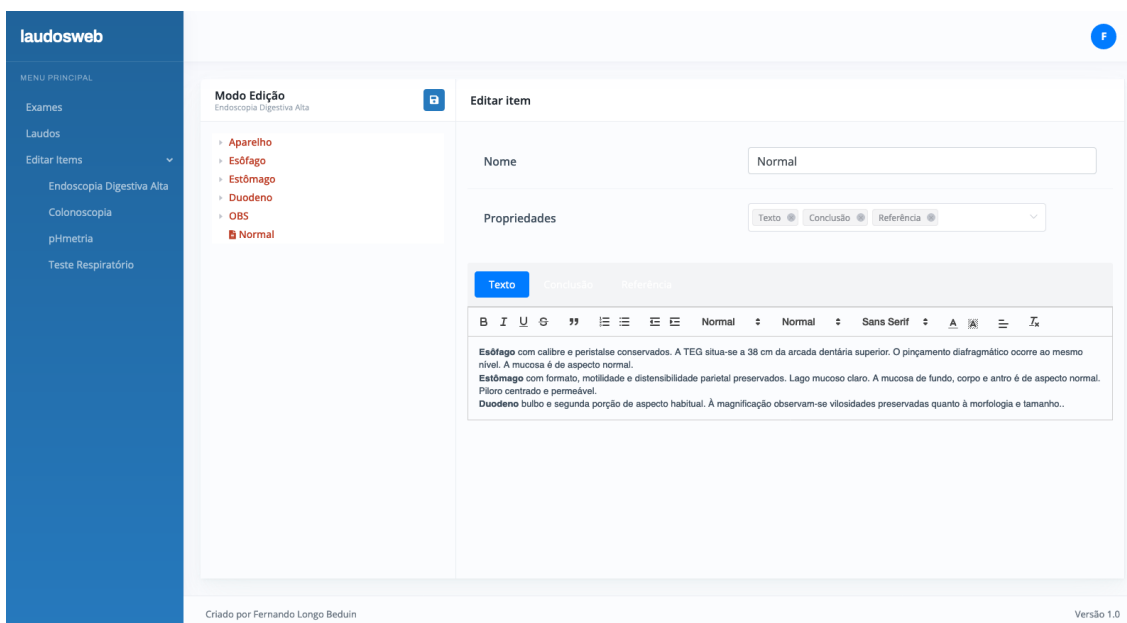 laudosweb
F
MENU PRINCIPAL
Exames
Laudos
Editar Items
Endoscopia Digestiva Alta
Colonoscopia
pHmetria
Teste Respiratório
Modo Edição
Endoscopia Digestiva Alta
Aparelho
Esôfago
Estômago
Duodeno
OBS
Normal
Editar item
Nome
Normal
Propriedades
Texto Conclusão Referência
Texto Conclusão Referência
B I U S Normal Normal Sans Serif A A Tx
Esôfago com calibre e peristalse conservados. A TEG situa-se a 38 cm da arcada dentária superior. O pinçamento diafragmático ocorre ao mesmo
nível. A mucosa é de aspecto normal.
Estômago com formato, motilidade e distensibilidade parietal preservados. Lago mucoso claro. A mucosa de fundo, corpo e antro é de aspecto normal.
Piloro centrado e permeável.
Duodeno bulbo e segunda porção de aspecto habitual. À magnificação observam-se vilosidades preservadas quanto à morfologia e tamanho..
Criado por Fernando Longo Beduin
Versão 1.0